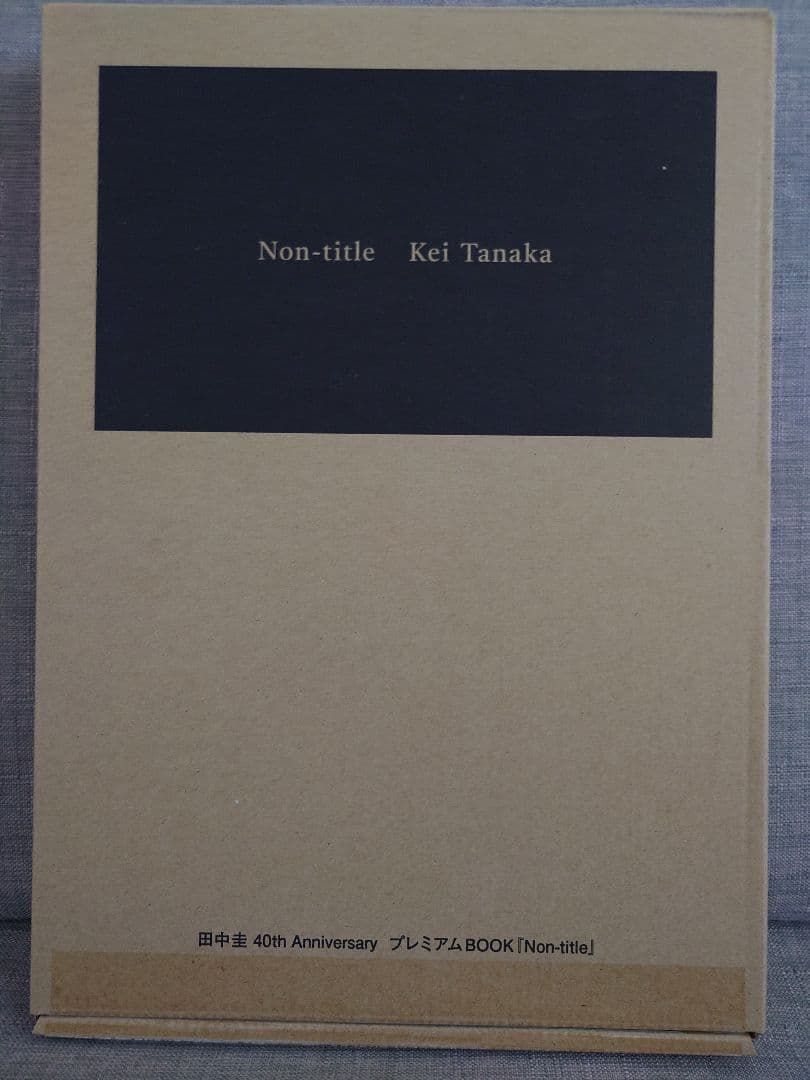 Non-title Kei Tanaka
田中圭 40th Anniversary プレミアムBOOK『Non-title』